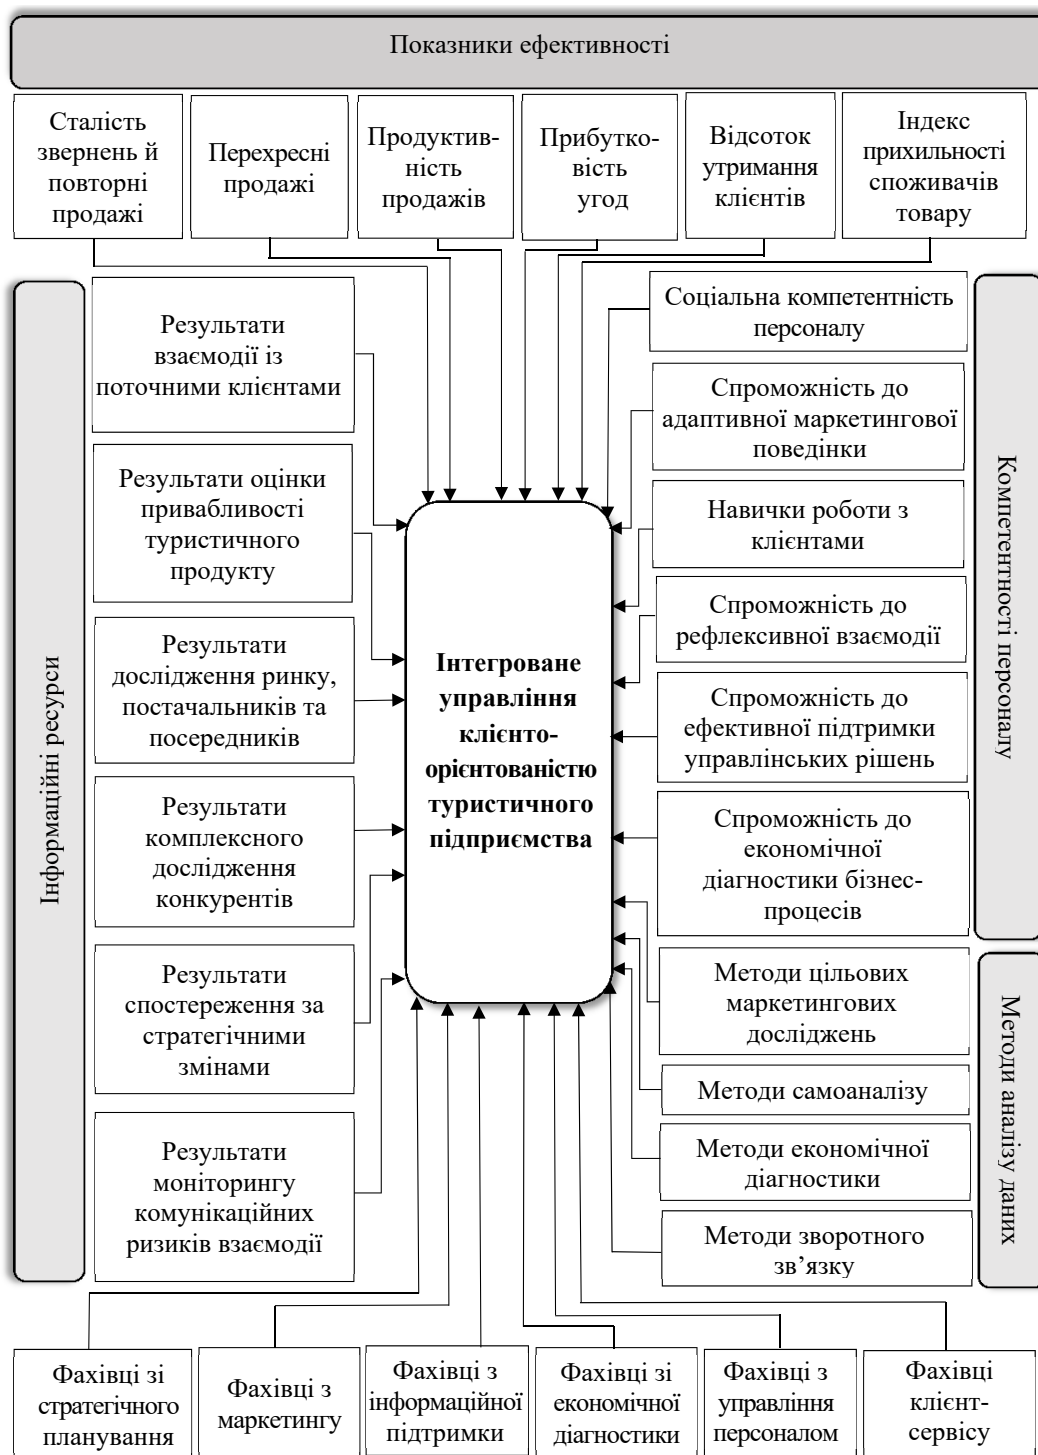 Показники ефективності
Сталість
звернень й
повторні
продажі
Перехресні
продажі
Продуктив-
ність
продажів
Прибутко-
вість
угод
Відсоток
утримання
клієнтів
Індекс
прихильності
споживачів
товару
Інформаційні ресурси
Результати
взаємодії із
поточними клієнтами
Результати оцінки
привабливості
туристичного
продукту
Результати
дослідження ринку,
постачальників та
посередників
Результати
комплексного
дослідження
конкурентів
Результати
спостереження за
стратегічними
змінами
Результати
моніторингу
комунікаційних
ризиків взаємодії
Інтегроване
управління
клієнто-
орієнтованістю
туристичного
підприємства
Соціальна компетентність
персоналу
Спроможність до
адаптивної маркетингової
поведінки
Навички роботи з
клієнтами
Спроможність до
рефлексивної взаємодії
Спроможність до
ефективної підтримки
управлінських рішень
Спроможність до
економічної
діагностики бізнес-
процесів
Компетентності персоналу
Методи цільових
маркетингових
досліджень
Методи самоаналізу
Методи економічної
діагностики
Методи зворотного
зв’язку
Методи аналізу даних
Фахівці зі
стратегічного
планування
Фахівці з
маркетингу
Фахівці з
інформаційної
підтримки
Фахівці зі
економічної
діагностики
Фахівці з
управління
персоналом
Фахівці
клієнт-
сервісу